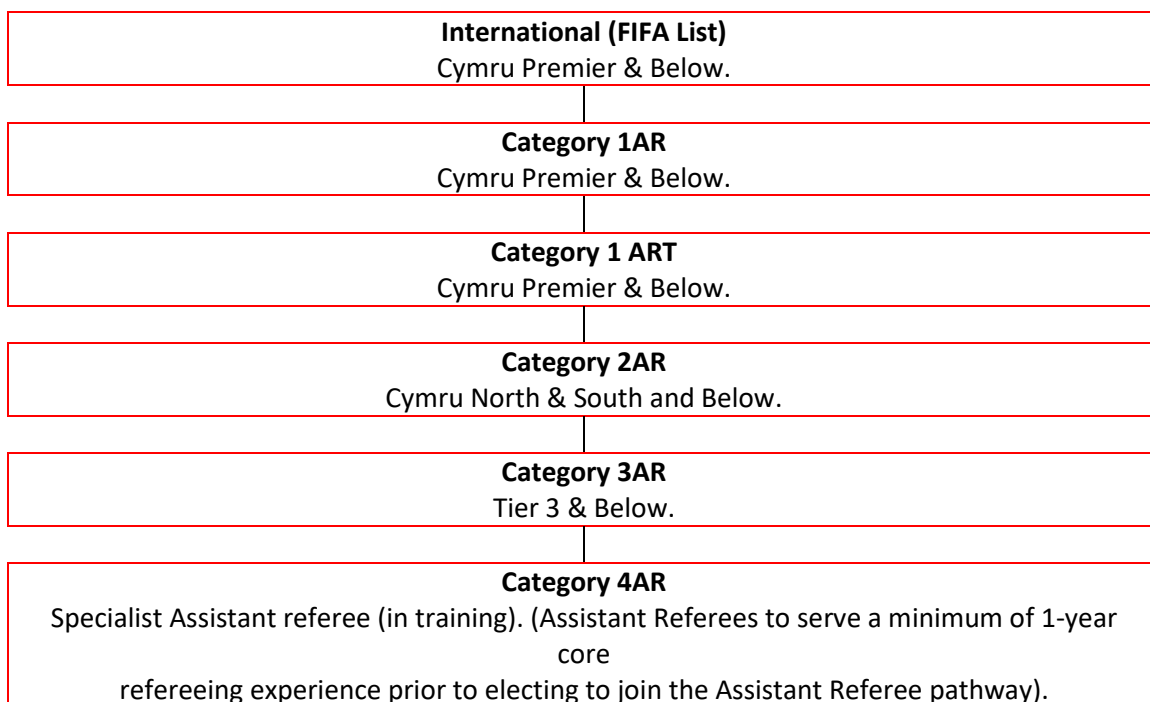 International (FIFA List)
Cymru Premier & Below.
Category 1AR
Cymru Premier & Below.
Category 1 ART
Cymru Premier & Below.
Category 2AR
Cymru North & South and Below.
Category 3AR
Tier 3 & Below.
Category 4AR
Specialist Assistant referee (in training). (Assistant Referees to serve a minimum of 1-year
core
refereeing experience prior to electing to join the Assistant Referee pathway).